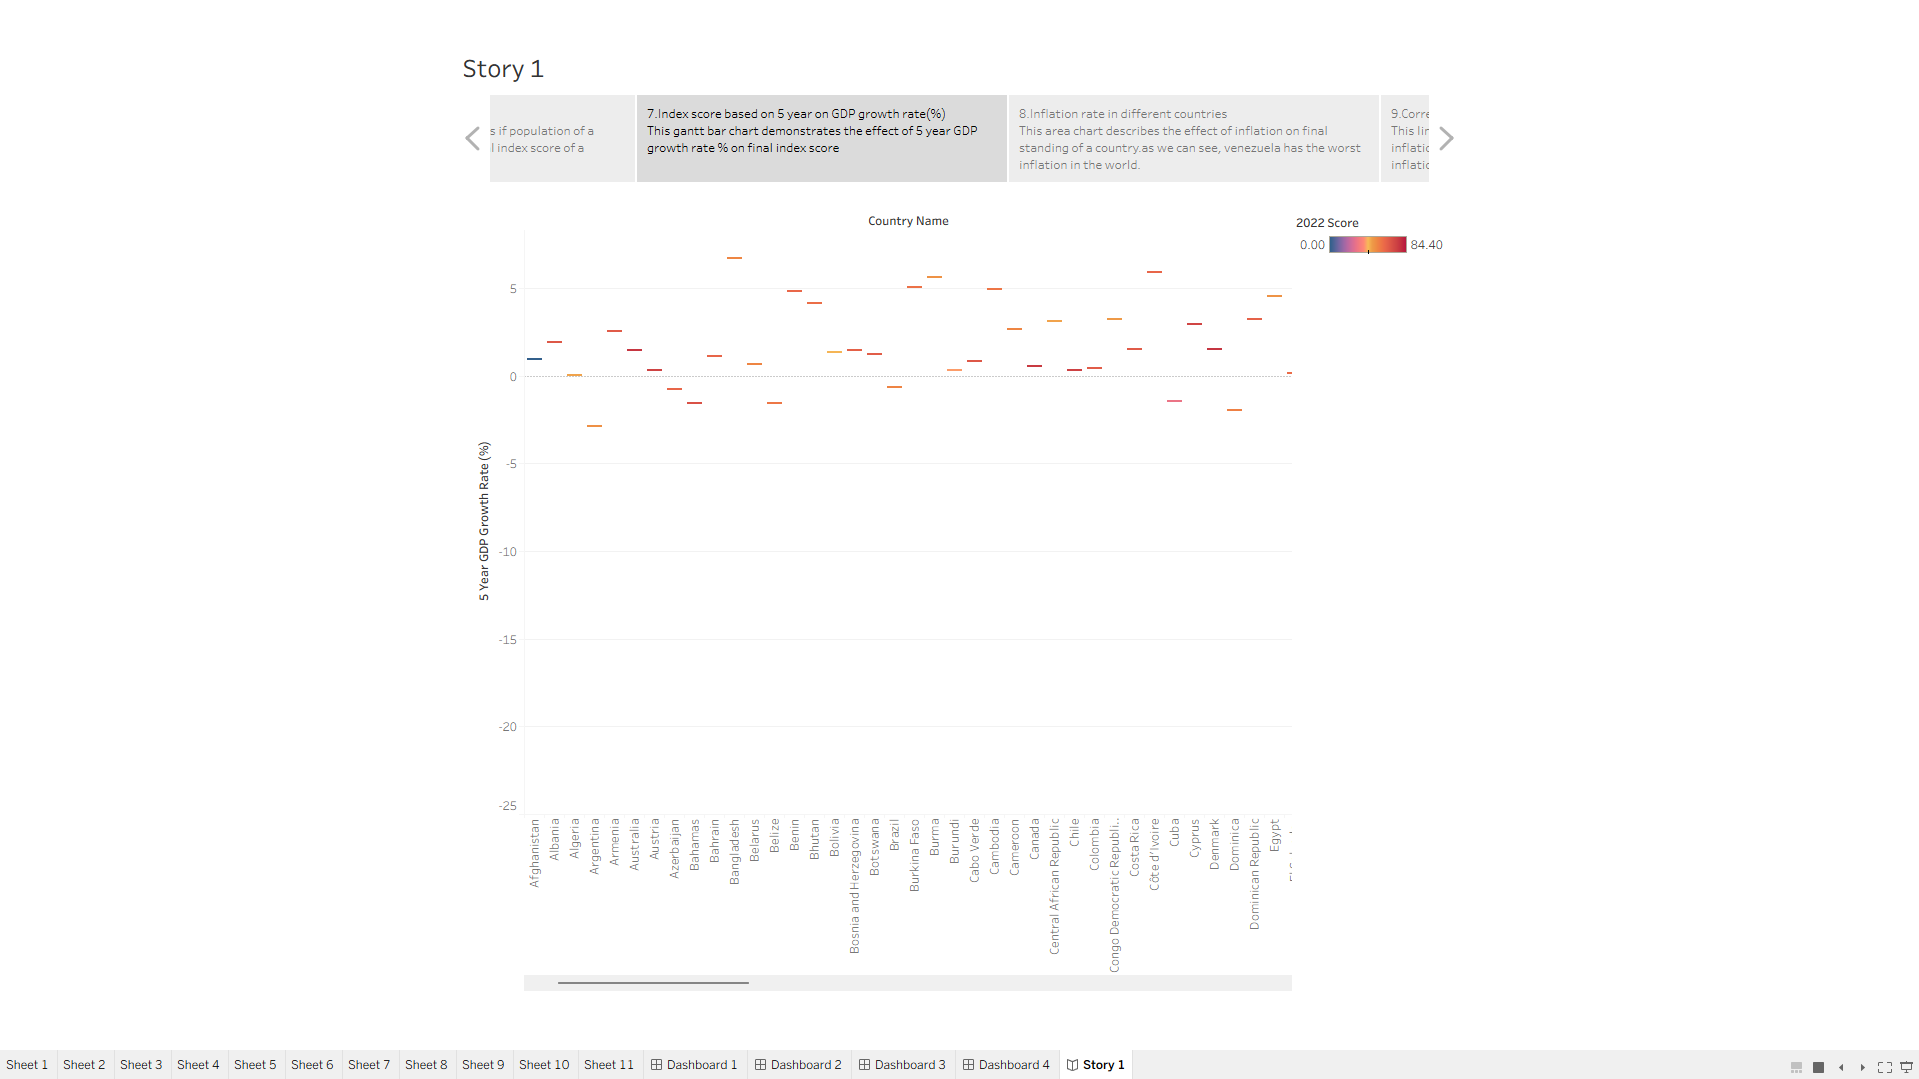 Story 1
s if population of a
l index score of a
7.Index score based on 5 year on GDP growth rate(%)
This gantt bar chart demonstrates the effect of 5 year GDP
growth rate % on final index score
8.Inflation rate in different countries
This area chart describes the effect of inflation on final
standing of a country.as we can see, venezuela has the worst
inflation in the world.
9.Corre
This lin
inflatio
inflatio
Country Name
2022 Score
0.00
84.40
5 Year GDP Growth Rate (%)
5
0
-5
-10
-15
-20
-25
Afghanistan
Albania
Algeria
Argentina
Armenia
Australia
Austria
Azerbaijan
Bahamas
Bahrain
Bangladesh
Belarus
Belize
Benin
Bhutan
Bolivia
Bosnia and Herzegovina
Botswana
Brazil
Burkina Faso
Burma
Burundi
Cabo Verde
Cambodia
Cameroon
Canada
Central African Republic
Chile
Colombia
Congo Democratic Republi..
Costa Rica
Côte d'Ivoire
Cuba
Cyprus
Denmark
Dominica
Dominican Republic
Egypt
Sheet 1
Sheet 2
Sheet 3
Sheet 4
Sheet 5
Sheet 6
Sheet 7
Sheet 8
Sheet 9
Sheet 10
Sheet 11
Dashboard 1
Dashboard 2
Dashboard 3
Dashboard 4
Story 1